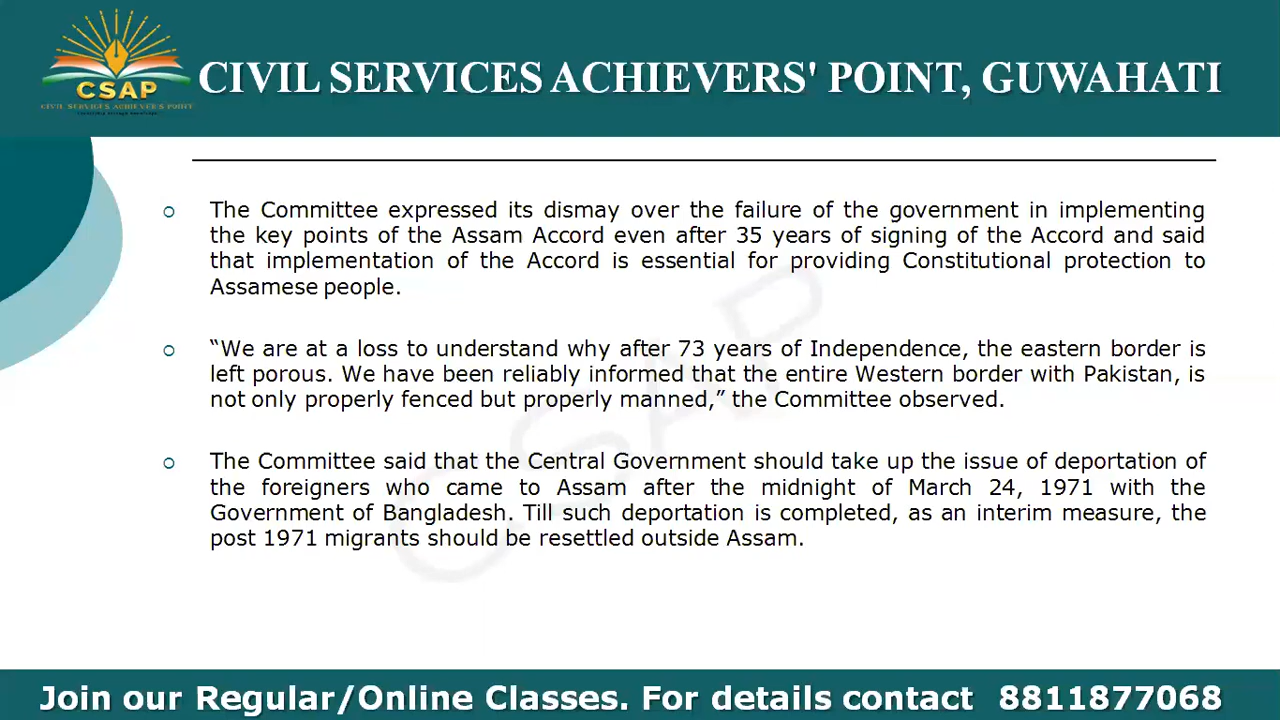 CSAP
CIVIL SERVICES ACHIEVER'S POINT
CIVIL SERVICES ACHIEVERS' POINT, GUWAHATI
The Committee expressed its dismay over the failure of the government in implementing
the key points of the Assam Accord even after 35 years of signing of the Accord and said
that implementation of the Accord is essential for providing Constitutional protection to
Assamese people.
“We are at a loss to understand why after 73 years of Independence, the eastern border is
left porous. We have been reliably informed that the entire Western border with Pakistan, is
not only properly fenced but properly manned,” the Committee observed.
The Committee said that the Central Government should take up the issue of deportation of
the foreigners who came to Assam after the midnight of March 24, 1971 with the
Government of Bangladesh. Till such deportation is completed, as an interim measure, the
post 1971 migrants should be resettled outside Assam.
CSAP
Join our Regular/Online Classes. For details contact 8811877068